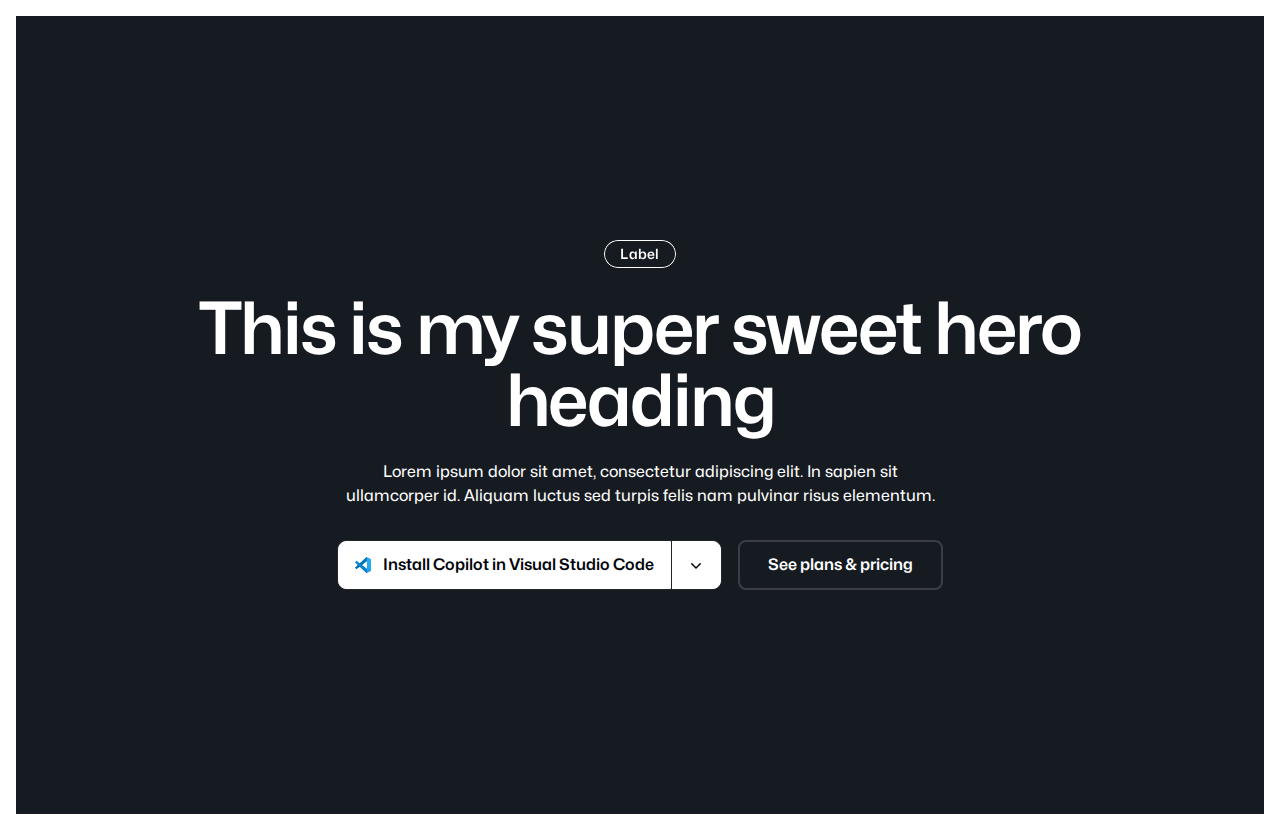 Label
This is my super sweet hero
heading
Lorem ipsum dolor sit amet, consectetur adipiscing elit. In sapien sit
ullamcorper id. Aliquam luctus sed turpis felis nam pulvinar risus elementum.
Install Copilot in Visual Studio Code
See plans & pricing